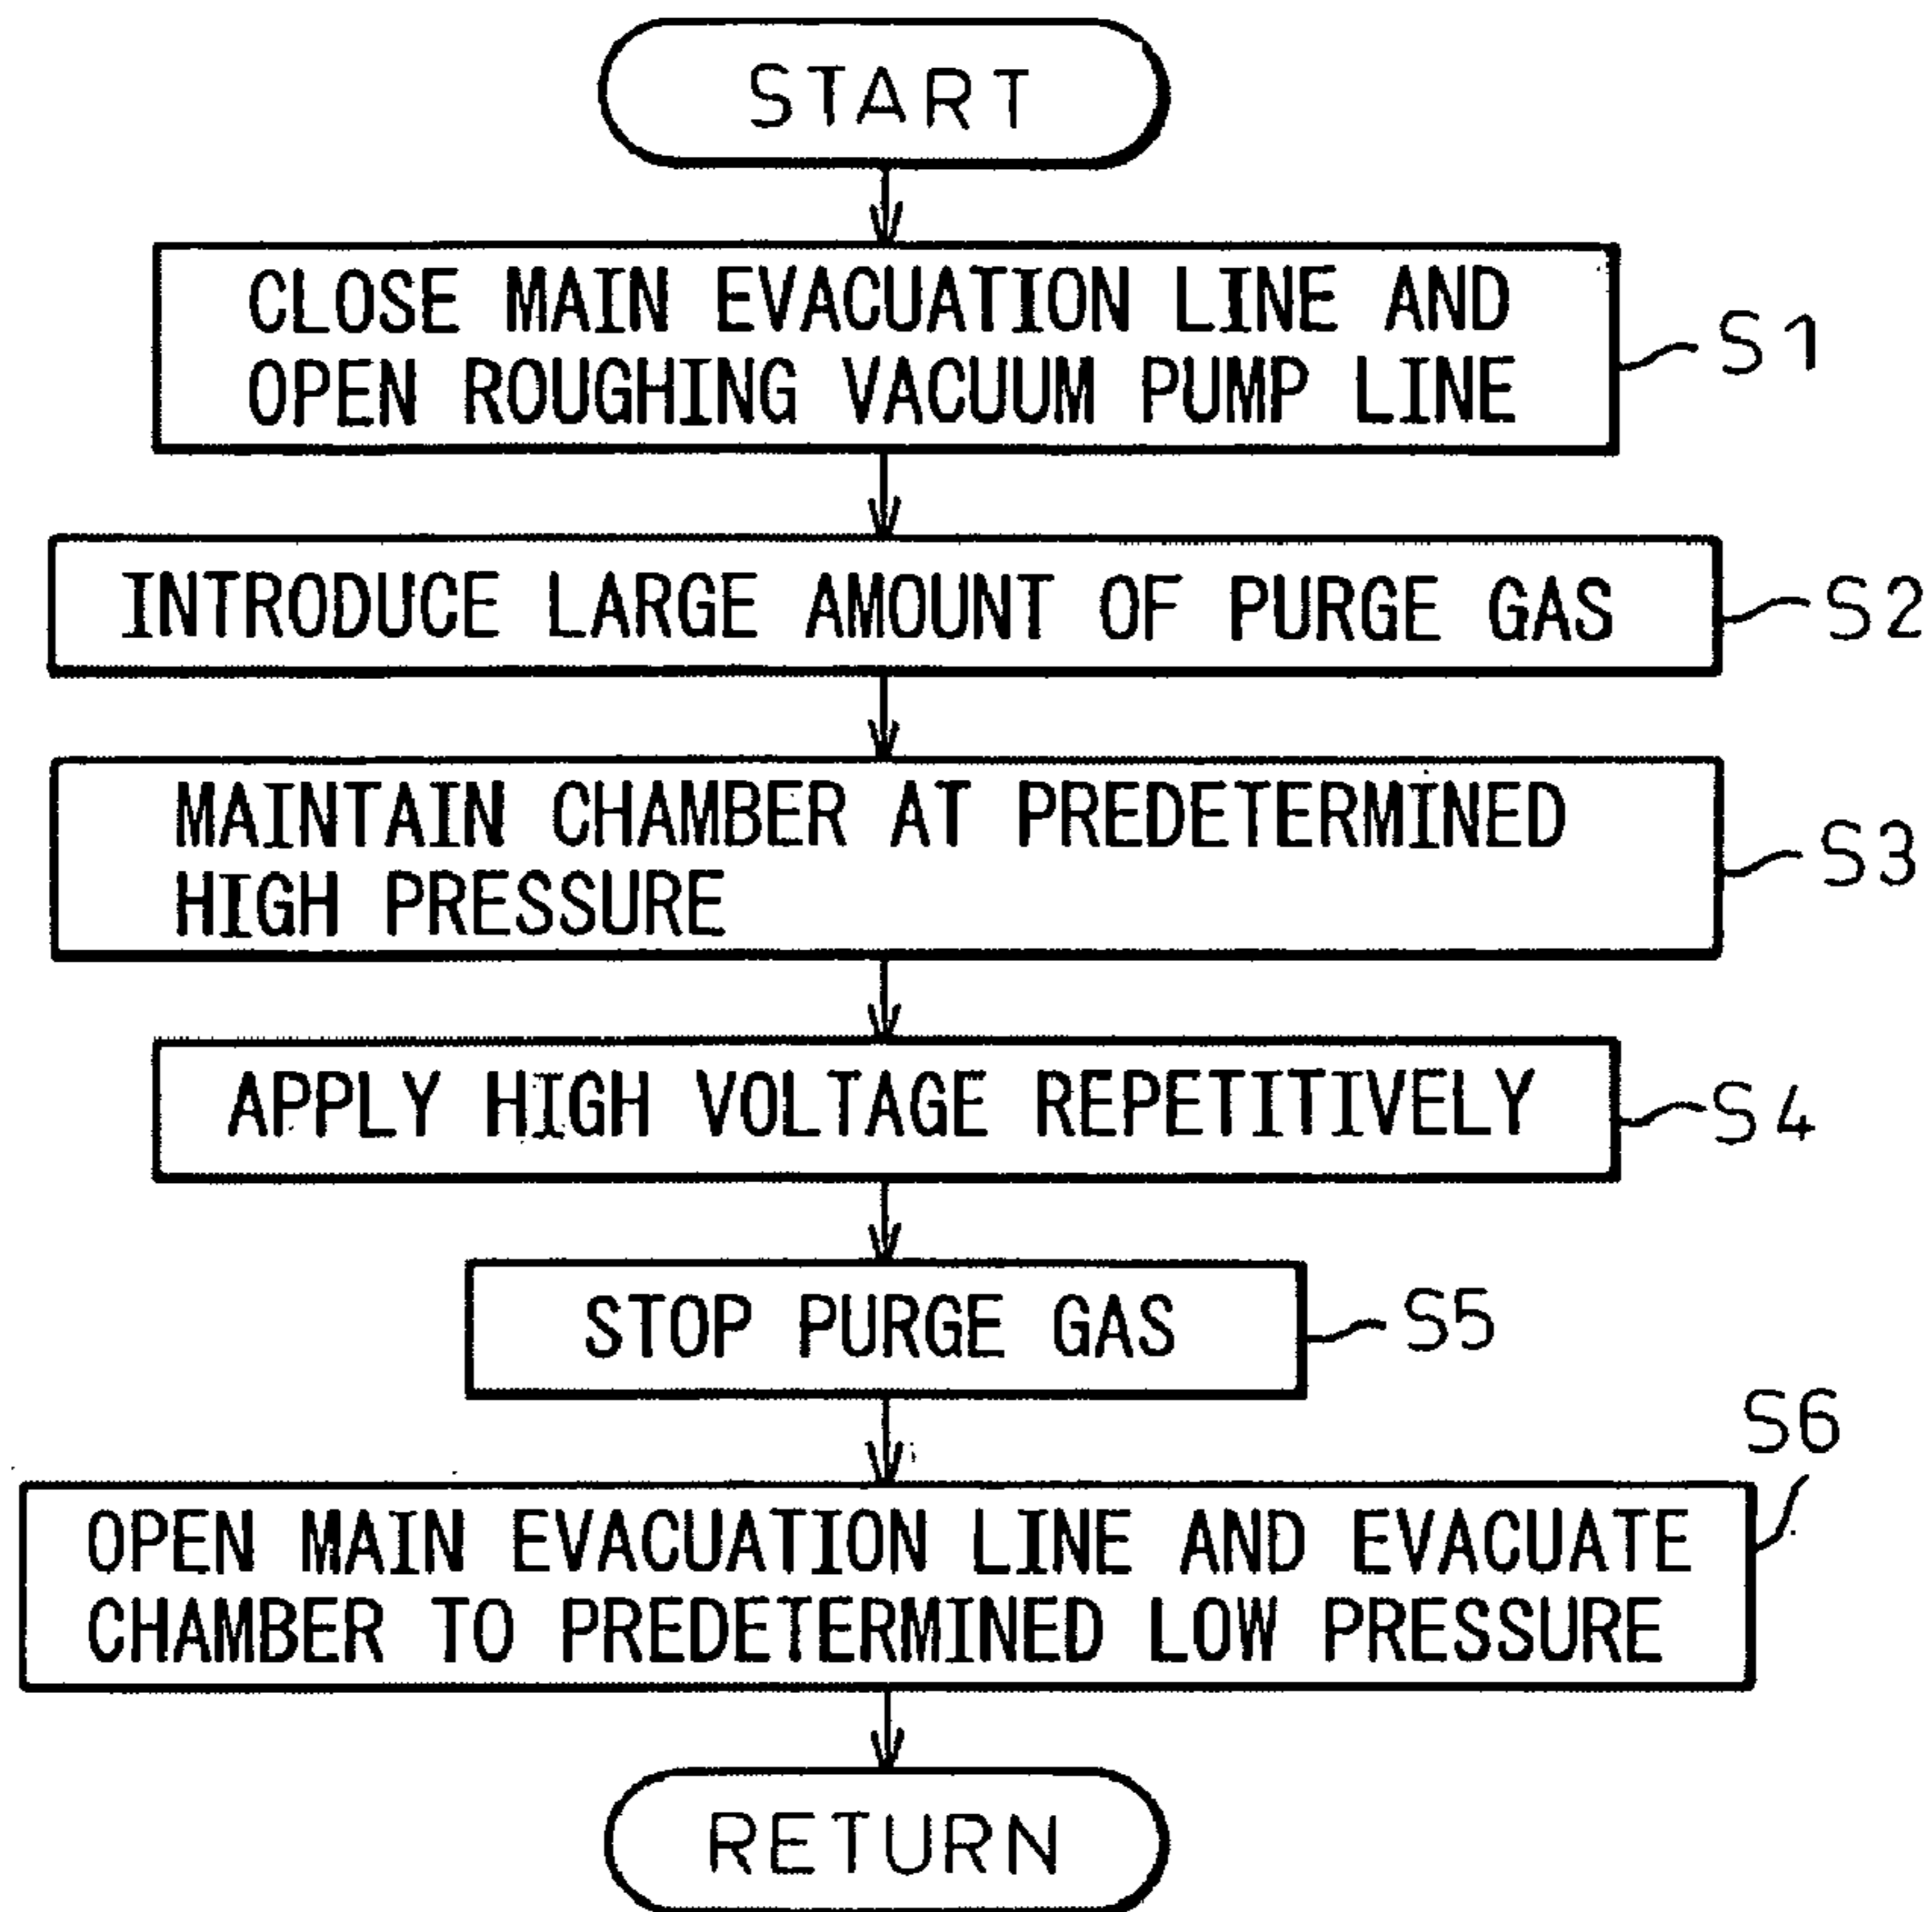 START
CLOSE MAIN EVACUATION LINE AND
OPEN ROUGHING VACUUM PUMP LINE
S1
INTRODUCE LARGE AMOUNT OF PURGE GAS
S2
MAINTAIN CHAMBER AT PREDETERMINED
HIGH PRESSURE
S3
APPLY HIGH VOLTAGE REPETITIVELY
S4
STOP PURGE GAS
S5
S6
OPEN MAIN EVACUATION LINE AND EVACUATE
CHAMBER TO PREDETERMINED LOW PRESSURE
RETURN